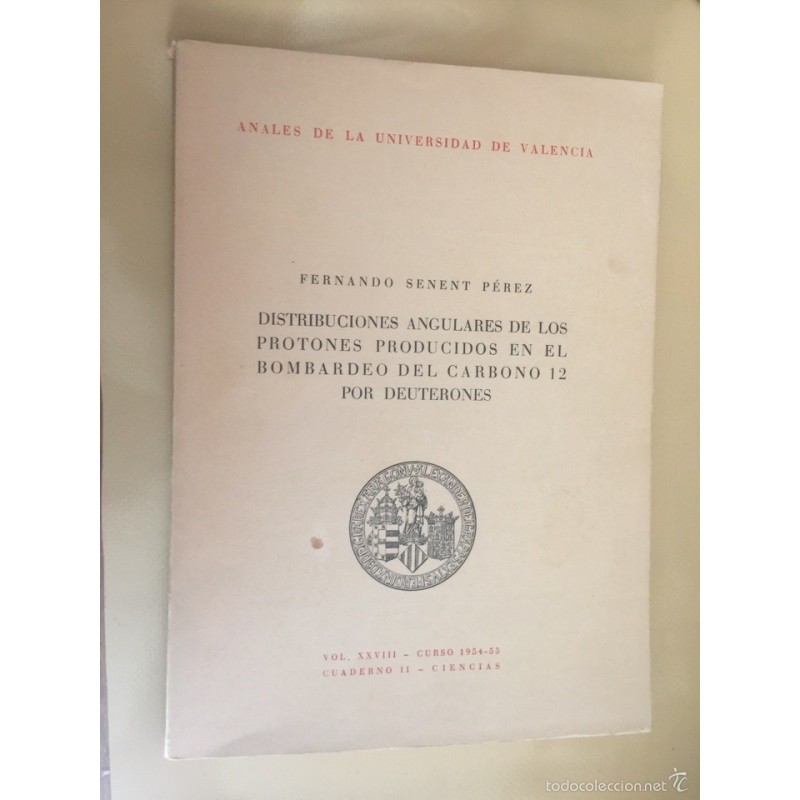 ANALES DE LA UNIVERSIDAD DE VALENCIA
FERNANDO SENENT PÉREZ
DISTRIBUCIONES ANGULARES DE LOS
PROTONES PRODUCIDOS EN EL
BOMBARDEO DEL CARBONO 12
POR DEUTERONES
VOL. XXVIII – CURSO 1954-55
CUADERNO II – CIENCIAS
todocoleccion.net